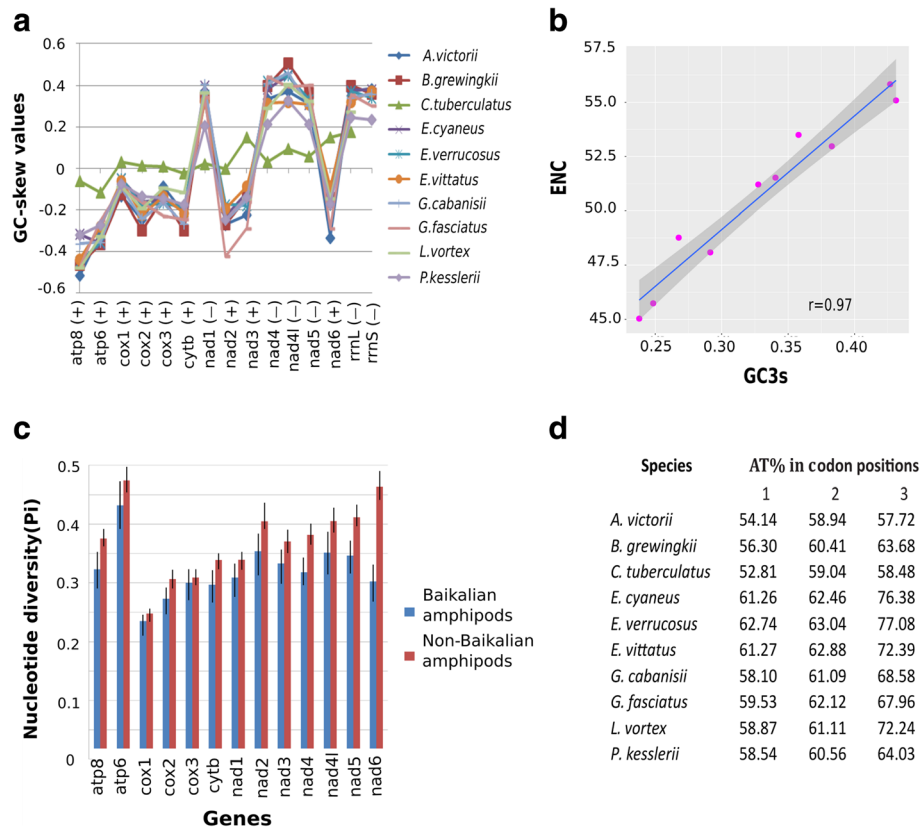 a
GC-skew values
0.6
0.4
0.2
0
-0.2
-0.4
-0.6
atp8 (+)
atp6 (+)
cox1 (+)
cox2 (+)
cox3 (+)
cytb (+)
nad1 (−)
nad2 (+)
nad3 (+)
nad4 (−)
nad4l (−)
nad5 (−)
nad6 (+)
rrnL (−)
rrnS (−)
A.victorii
B.grewingkii
C.tuberculatus
E.cyaneus
E.verrucosus
E.vittatus
G.cabanisii
G.fasciatus
L.vortex
P.kesslerii
b
ENC
57.5
55.0
52.5
50.0
47.5
45.0
r=0.97
0.25
0.30
0.35
0.40
GC3s
c
Nucleotide diversity(Pi)
0.5
0.4
0.3
0.2
0.1
0
atp8
atp6
cox1
cox2
cox3
cytb
nad1
nad2
nad3
nad4
nad4l
nad5
nad6
Genes
Baikalian
amphipods
Non-Baikalian
amphipods
d
Species AT% in codon positions
1 2 3
A. victorii 54.14 58.94 57.72
B. grewingkii 56.30 60.41 63.68
C. tuberculatus 52.81 59.04 58.48
E. cyaneus 61.26 62.46 76.38
E. verrucosus 62.74 63.04 77.08
E. vittatus 61.27 62.88 72.39
G. cabanisii 58.10 61.09 68.58
G. fasciatus 59.53 62.12 67.96
L. vortex 58.87 61.11 72.24
P. kesslerii 58.54 60.56 64.03